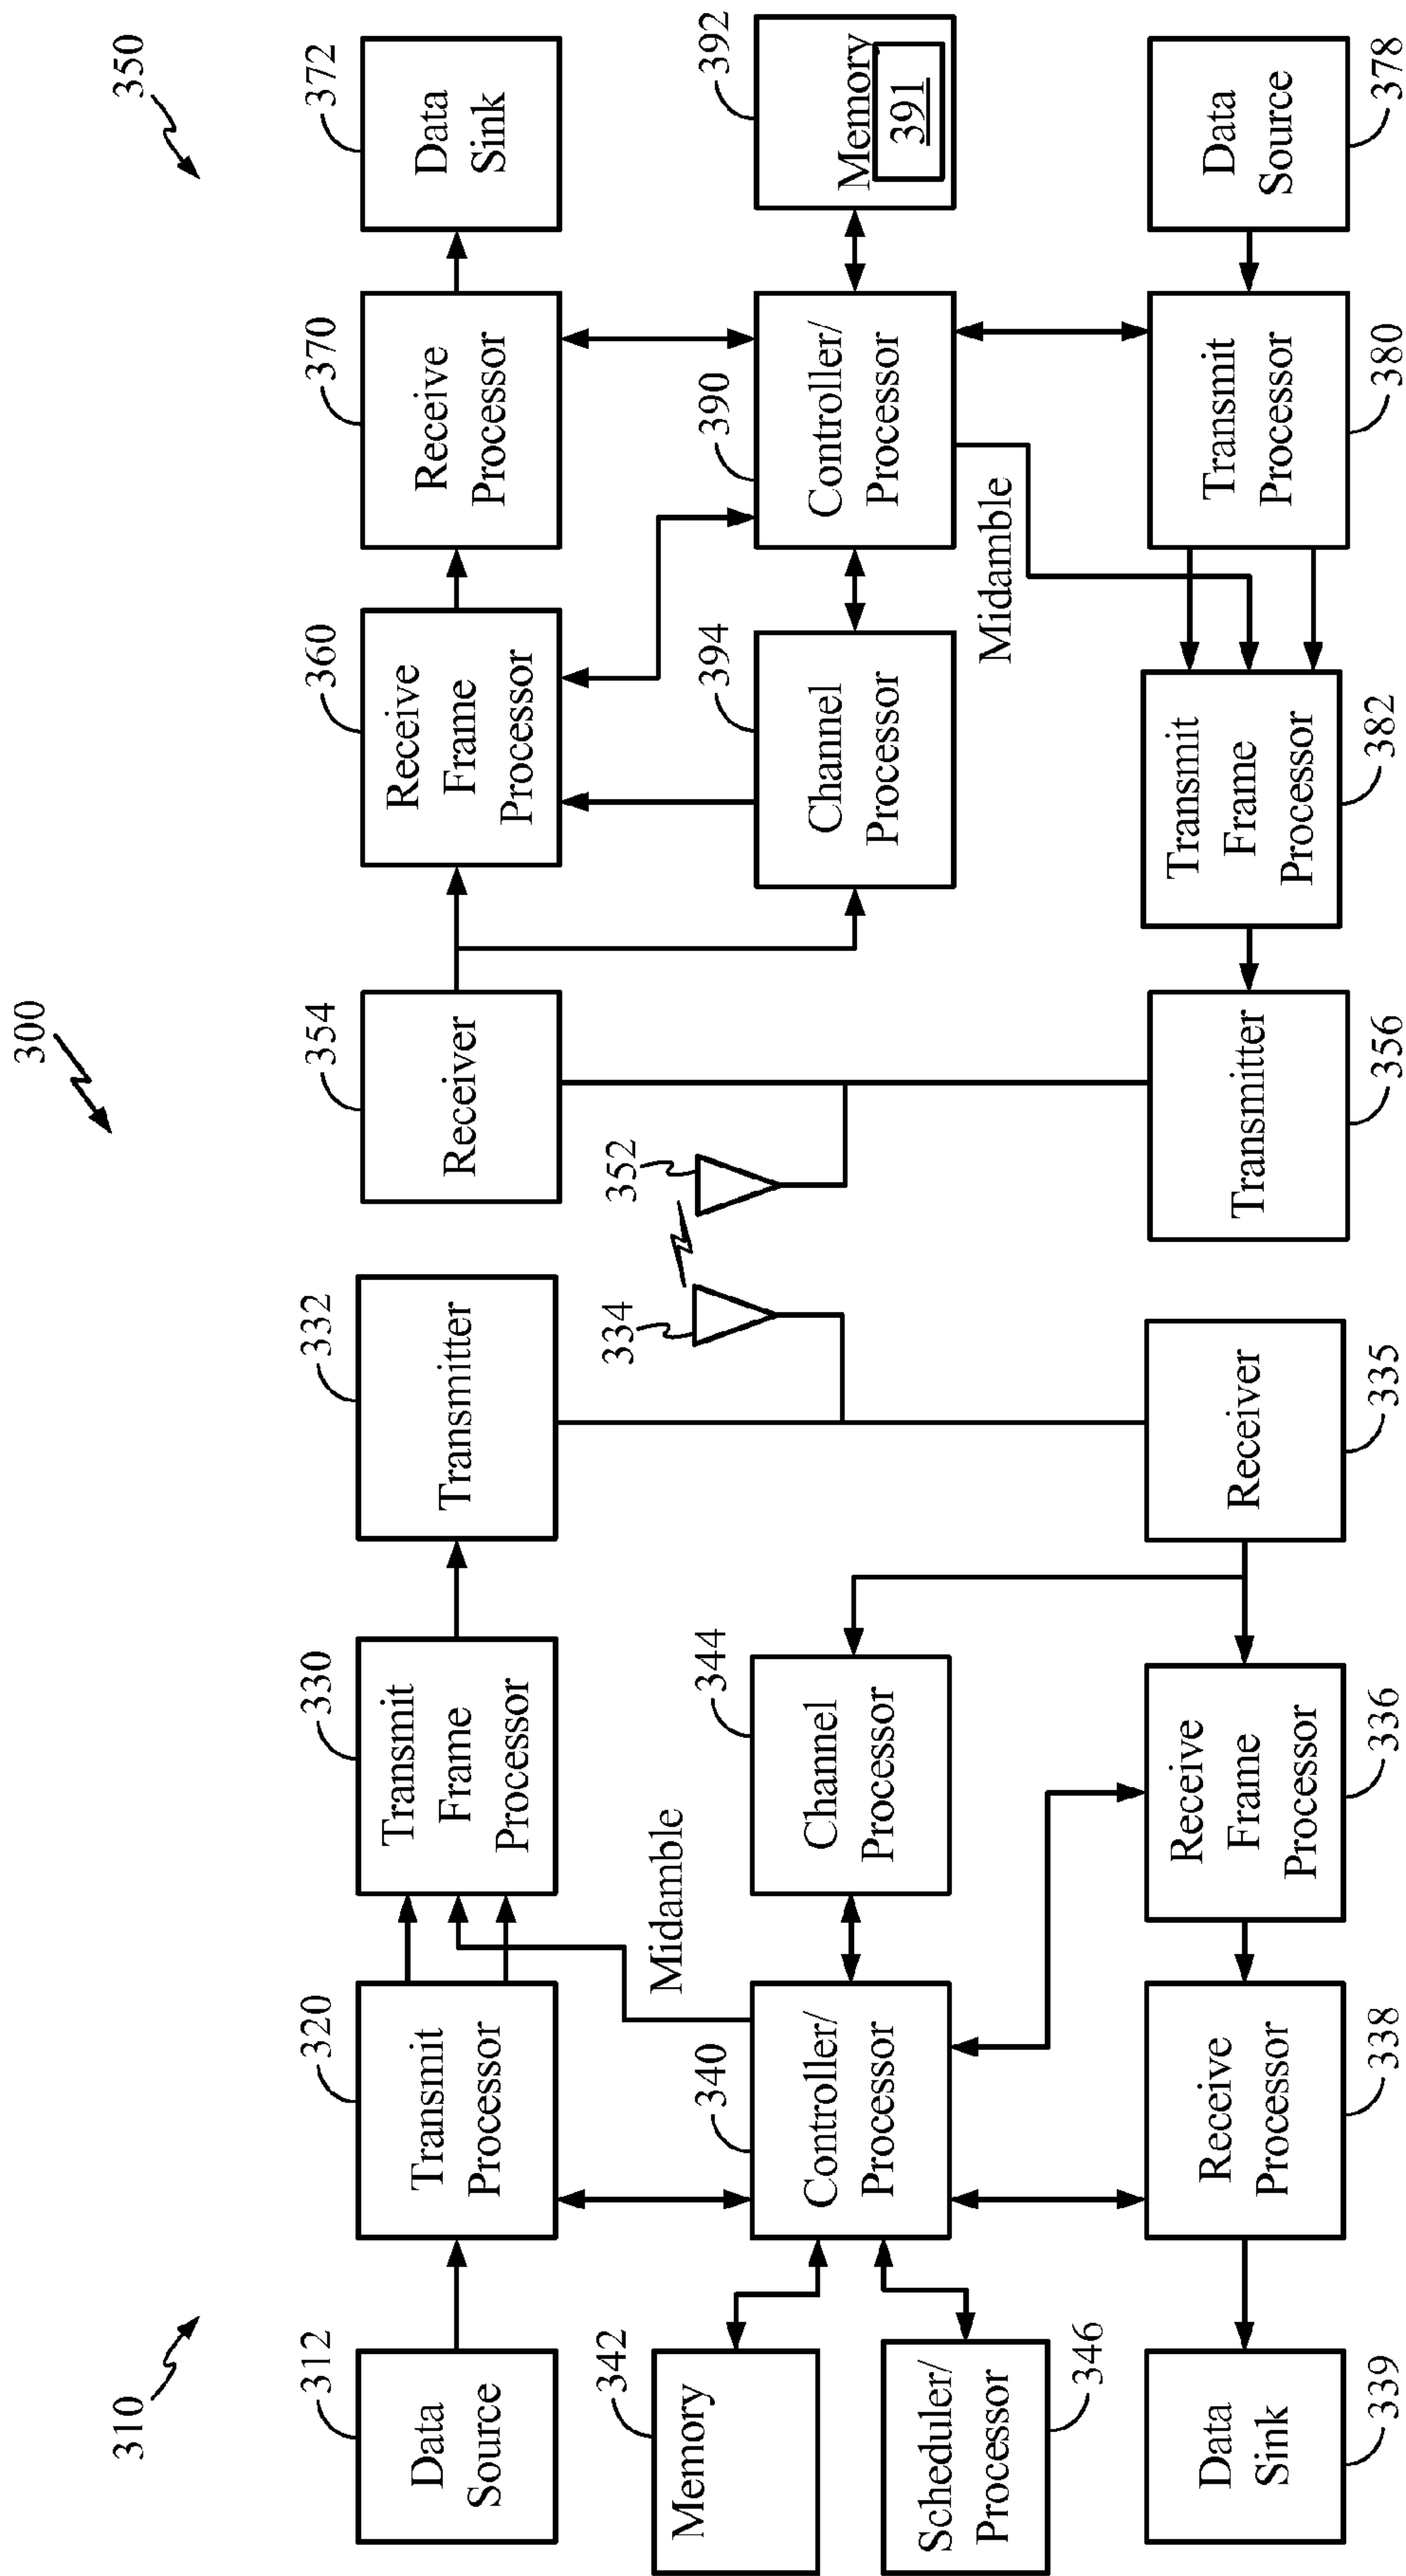 300
310
350
312
Data
Source
320
Transmit
Processor
330
Transmit
Frame
Processor
332
Transmitter
354
Receiver
360
Receive
Frame
Processor
370
Receive
Processor
372
Data
Sink
342
Memory
340
Controller/
Processor
Midamble
344
Channel
Processor
334
352
394
Channel
Processor
390
Controller/
Processor
Midamble
392
Memory
391
Scheduler/
Processor
346
Data
Sink
339
Receive
Processor
338
Receive
Frame
Processor
336
Receiver
335
Transmitter
356
Transmit
Frame
Processor
382
Transmit
Processor
380
Data
Source
378